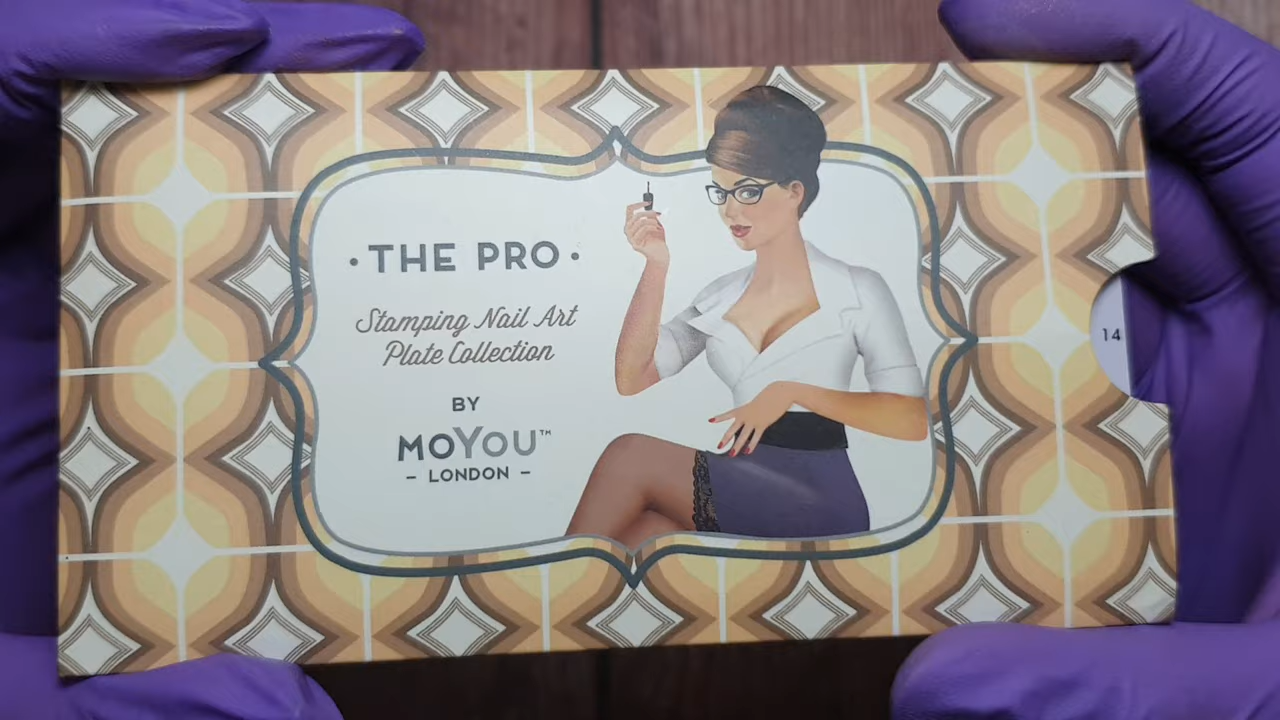 · THE PRO ·
Stamping Nail Art
Plate Collection
BY
MOYOU™
– LONDON –
14